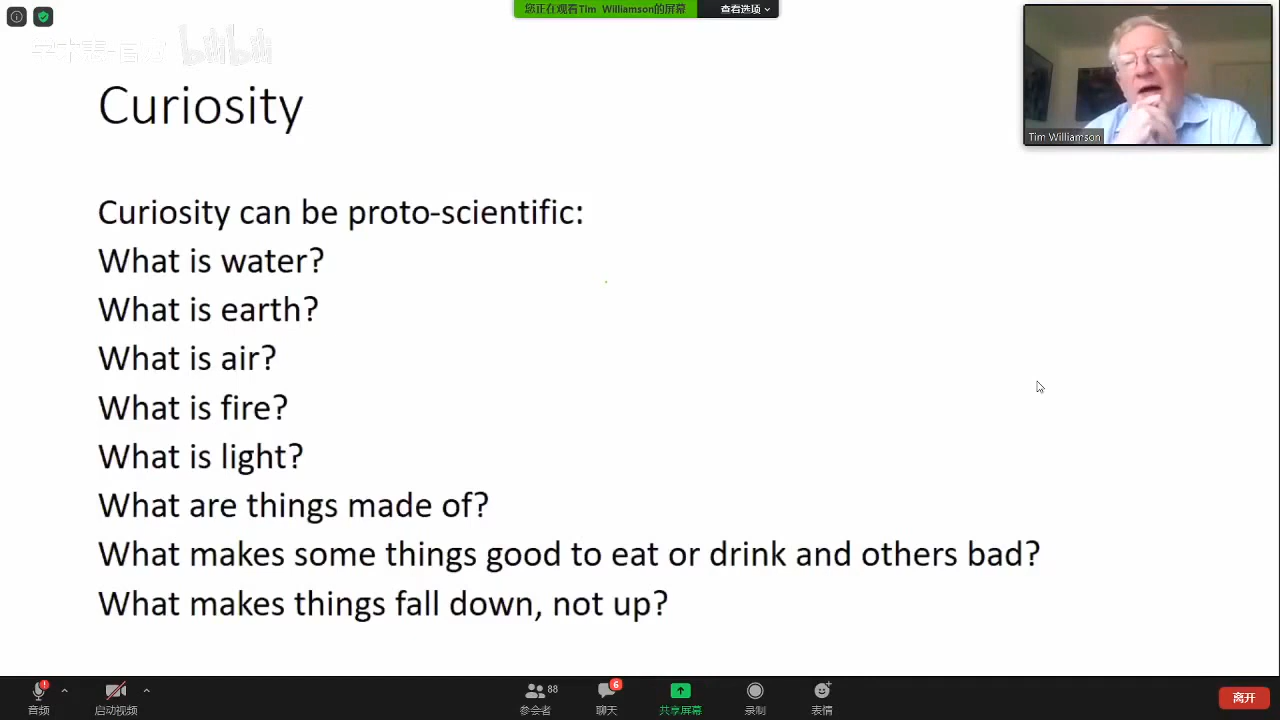 您正在观看Tim Williamson的屏幕
查看选项
bilibili
Tim Williamson
Curiosity
Curiosity can be proto-scientific:
What is water?
What is earth?
What is air?
What is fire?
What is light?
What are things made of?
What makes some things good to eat or drink and others bad?
What makes things fall down, not up?
音频
启动视频
88
参会者
6
聊天
共享屏幕
录制
表情
离开